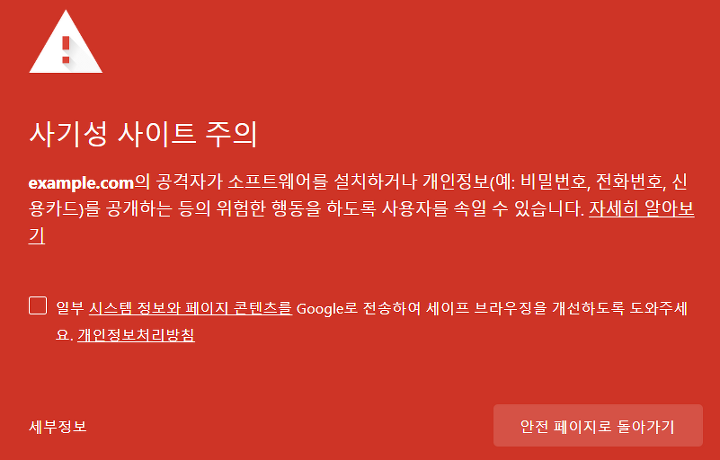 사기성 사이트 주의
example.com의 공격자가 소프트웨어를 설치하거나 개인정보(예: 비밀번호, 전화번호, 신
용카드)를 공개하는 등의 위험한 행동을 하도록 사용자를 속일 수 있습니다. 자세히 알아보
기
일부 시스템 정보와 페이지 콘텐츠를 Google로 전송하여 세이프 브라우징을 개선하도록 도와주세
요. 개인정보처리방침
세부정보 안전 페이지로 돌아가기